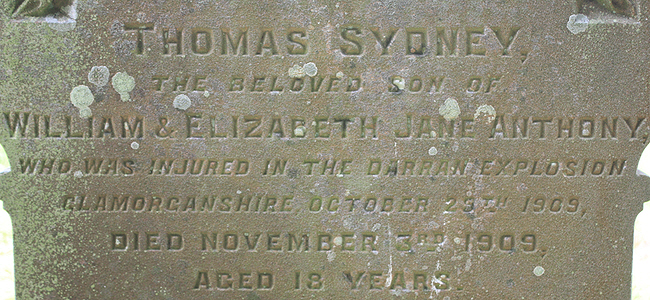 THOMAS SYDNEY,
THE BELOVED SON OF
WILLIAM & ELIZABETH JANE ANTHONY,
WHO WAS INJURED IN THE DARRAN EXPLOSION
GLAMORGANSHIRE, OCTOBER 29TH 1909,
DIED NOVEMBER 3RD 1909,
AGED 18 YEARS.